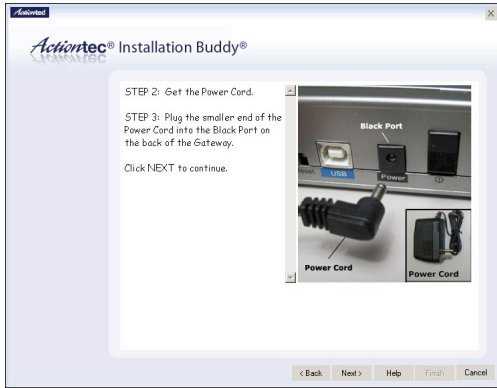 Actiontec
Actiontec® Installation Buddy®
STEP 2: Get the Power Cord.
STEP 3: Plug the smaller end of the
Power Cord into the Black Port on
the back of the Gateway.
Click NEXT to continue.
Black Port
Reset
USB
Power
Power Cord
Power Cord
< Back
Next >
Help
Finish
Cancel